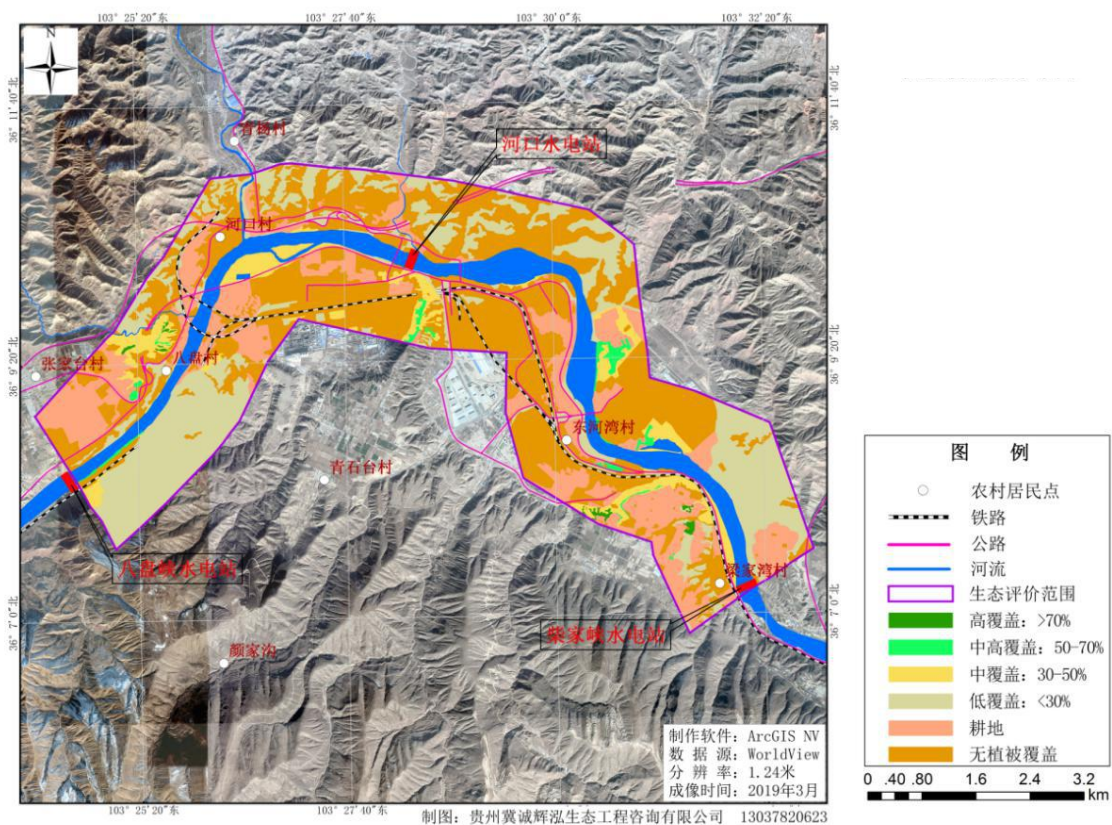 103° 25′20″东
103° 27′40″东
103° 30′0″东
103° 32′20″东
N
36° 11′40″北
36° 11′40″北
青杨村
河口水电站
河口村
八盘村
张家台村
36° 9′20″北
36° 9′20″北
东河湾村
青石台村
八盘峡水电站
梁家湾村
柴家峡水电站
36° 7′0″北
36° 7′0″北
颜家沟
制作软件：ArcGIS NV
数 据 源：WorldView
分 辨 率：1.24米
成像时间：2019年3月
103° 25′20″东
103° 27′40″东
制图：贵州冀诚辉泓生态工程咨询有限公司 13037820623
图 例
农村居民点
铁路
公路
河流
生态评价范围
高覆盖：>70%
中高覆盖：50-70%
中覆盖：30-50%
低覆盖：<30%
耕地
无植被覆盖
0 .40 .80 1.6 2.4 3.2
km